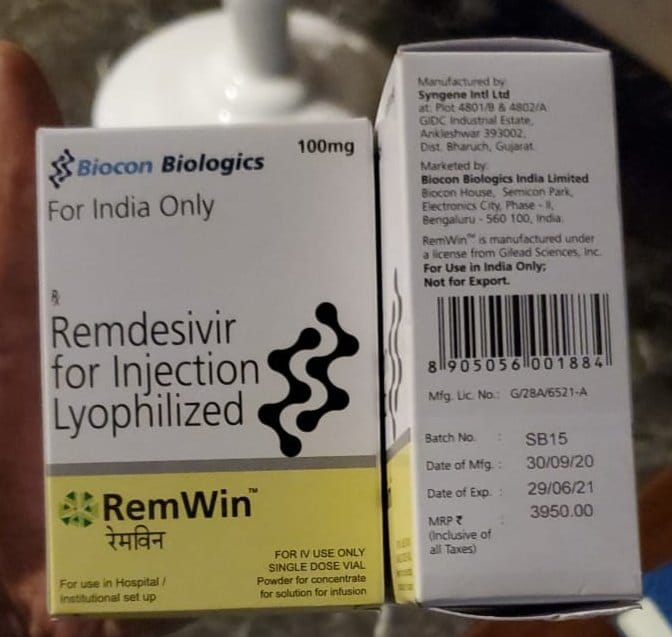 Biocon Biologics
100mg
For India Only
Rx
Remdesivir
for Injection
Lyophilized
RemWin™
रेमविन
FOR IV USE ONLY
SINGLE DOSE VIAL
Powder for concentrate
for solution for infusion
For use in Hospital /
Institutional set up
Manufactured by:
Syngene Intl Ltd
at: Plot 4801/B & 4802/A
GIDC Industrial Estate,
Ankleshwar 393002,
Dist. Bharuch, Gujarat.
Marketed by:
Biocon Biologics India Limited
Biocon House, Semicon Park,
Electronics City, Phase - II,
Bengaluru - 560 100, India.
RemWin™ is manufactured under
a license from Gilead Sciences, Inc.
For Use in India Only;
Not for Export.
8 905056 001884
Mfg. Lic. No.: G/28A/6521-A
Batch No. : SB15
Date of Mfg. : 30/09/20
Date of Exp. : 29/06/21
MRP ₹ : 3950.00
(Inclusive of
all Taxes)